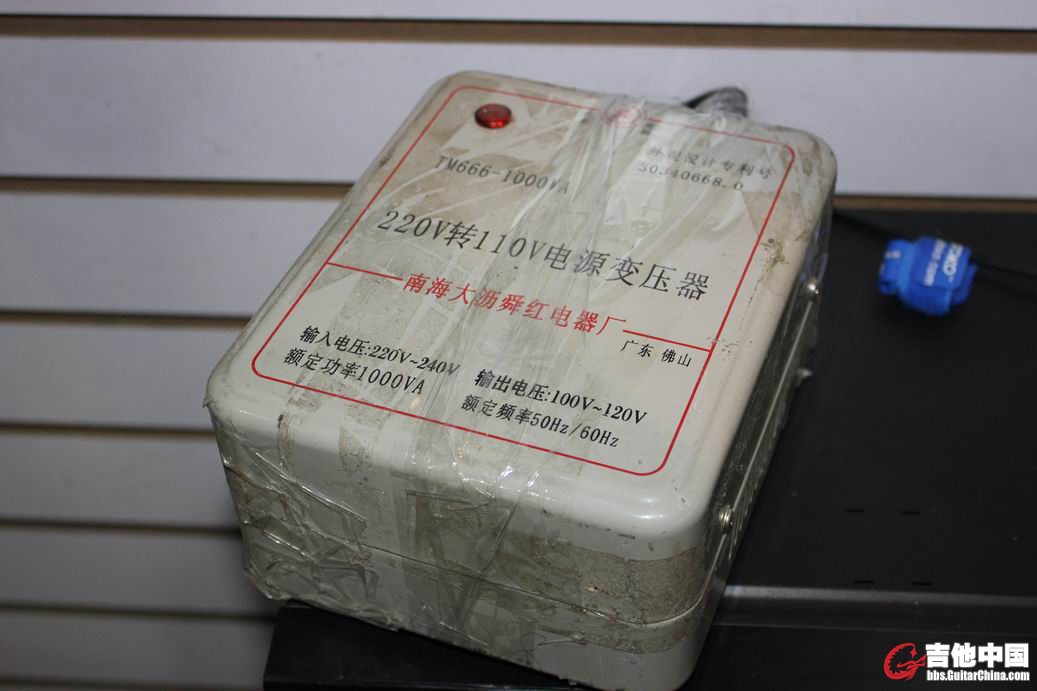 外观设计专利号
50340668.0
TM666-1000VA
220V转110V电源变压器
南海大沥舜红电器厂
广东 佛山
输入电压:220V~240V
额定功率1000VA
输出电压:100V~120V
额定频率50Hz/60Hz
吉他中国
bbs.GuitarChina.com